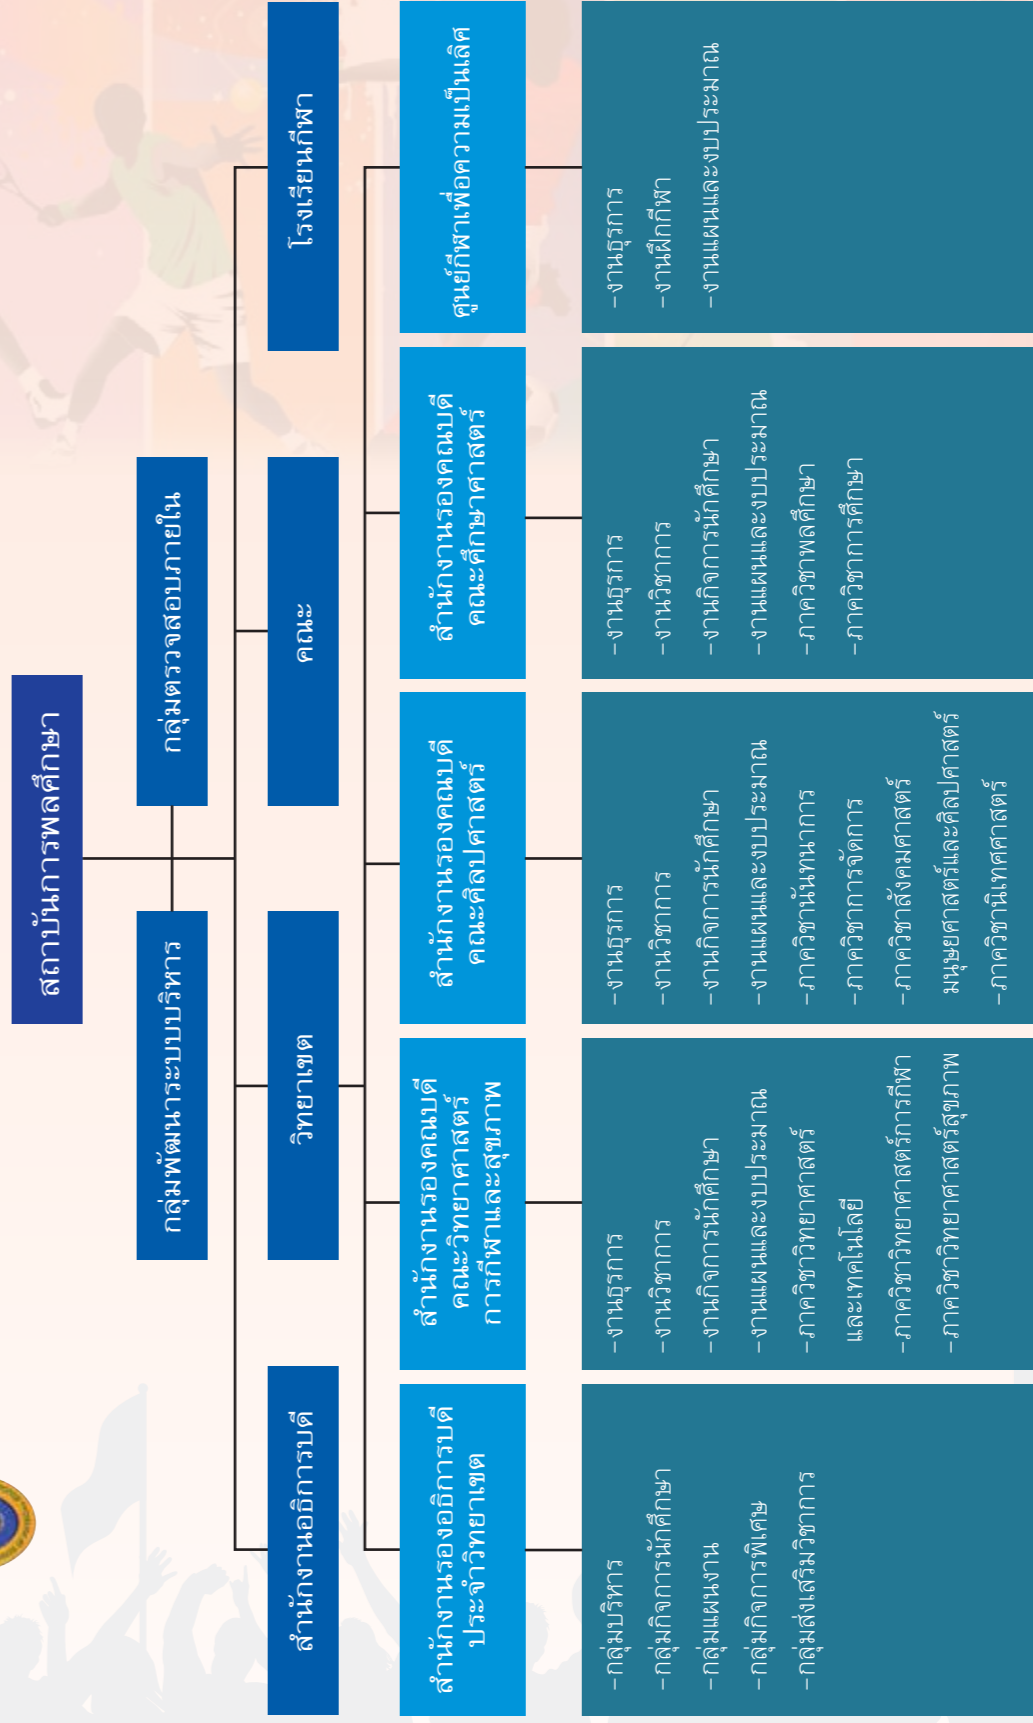 สถาบันการพลศึกษา
กลุ่มพัฒนาระบบบริหาร
กลุ่มตรวจสอบภายใน
สำนักงานอธิการบดี
วิทยาเขต
คณะ
โรงเรียนกีฬา
สำนักงานรองอธิการบดี
ประจำวิทยาเขต
สำนักงานรองคณบดี
คณะวิทยาศาสตร์
การกีฬาและสุขภาพ
สำนักงานรองคณบดี
คณะศิลปศาสตร์
สำนักงานรองคณบดี
คณะศึกษาศาสตร์
ศูนย์กีฬาเพื่อความเป็นเลิศ
–กลุ่มบริหาร
–กลุ่มกิจการนักศึกษา
–กลุ่มแผนงาน
–กลุ่มกิจการพิเศษ
–กลุ่มส่งเสริมวิชาการ
–งานธุรการ
–งานวิชาการ
–งานกิจการนักศึกษา
–งานแผนและงบประมาณ
–ภาควิชาวิทยาศาสตร์
และเทคโนโลยี
–ภาควิชาวิทยาศาสตร์การกีฬา
–ภาควิชาวิทยาศาสตร์สุขภาพ
–งานธุรการ
–งานวิชาการ
–งานกิจการนักศึกษา
–งานแผนและงบประมาณ
–ภาควิชานันทนาการ
–ภาควิชาการจัดการ
–ภาควิชาสังคมศาสตร์
มนุษยศาสตร์และศิลปศาสตร์
–ภาควิชานิเทศศาสตร์
–งานธุรการ
–งานวิชาการ
–งานกิจการนักศึกษา
–งานแผนและงบประมาณ
–ภาควิชาพลศึกษา
–ภาควิชาการศึกษา
–งานธุรการ
–งานฝึกกีฬา
–งานแผนและงบประมาณ